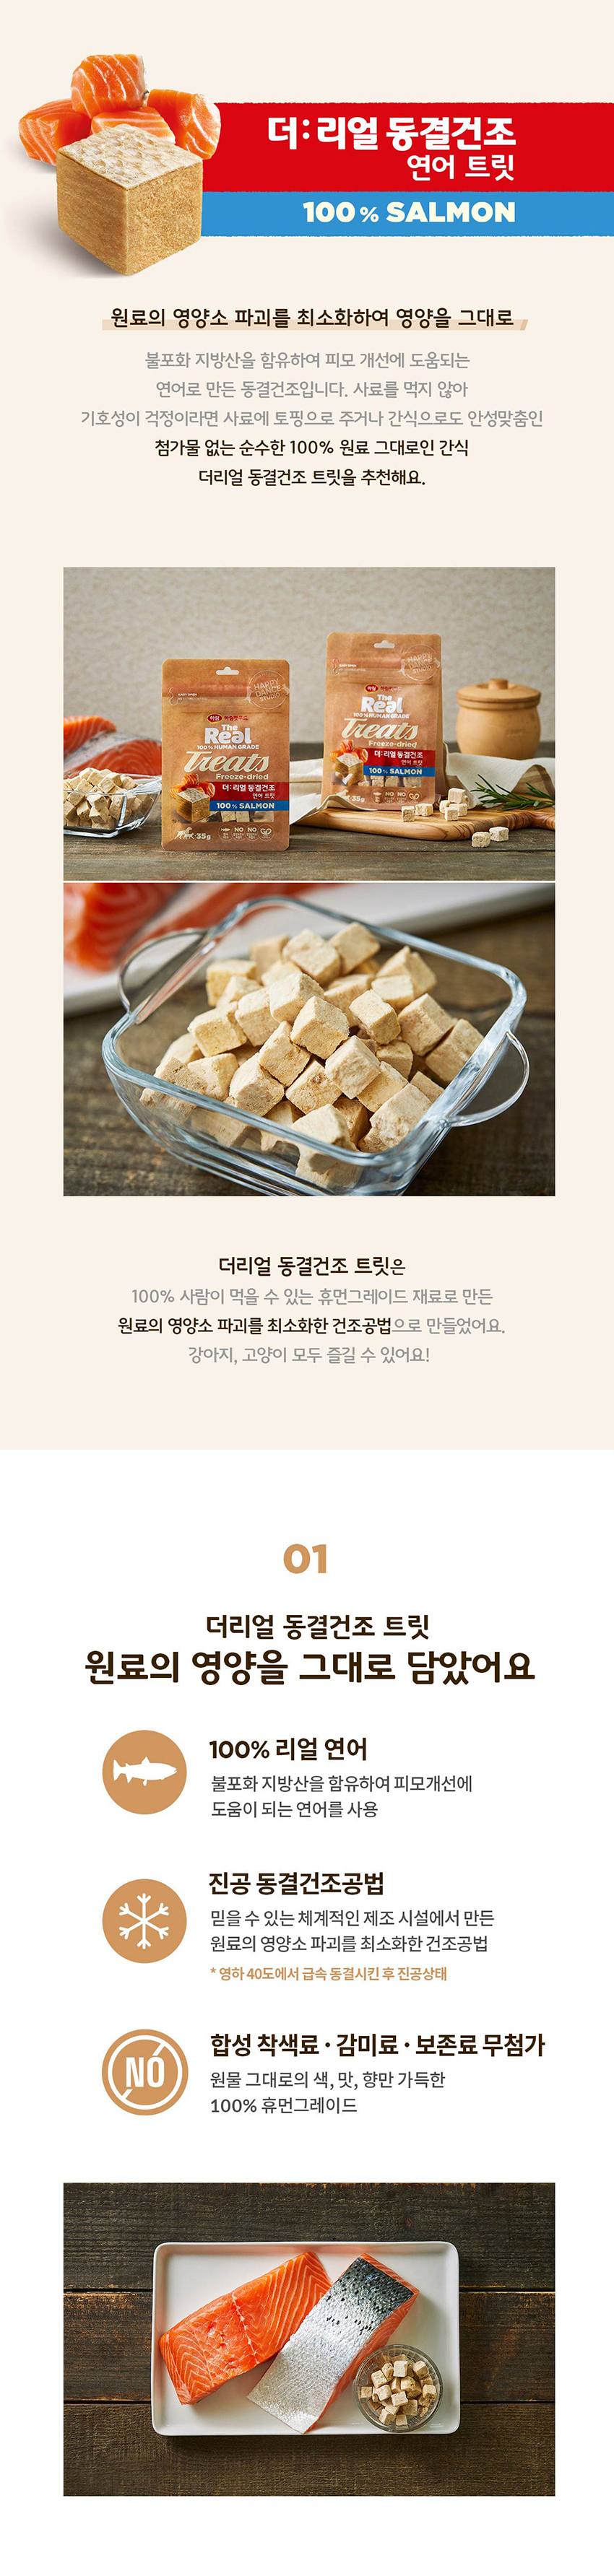 더:리얼 동결건조
연어 트릿
100% SALMON
원료의 영양소 파괴를 최소화하여 영양을 그대로
불포화 지방산을 함유하여 피모 개선에 도움되는
연어로 만든 동결건조입니다. 사료를 먹지 않아
기호성이 걱정이라면 사료에 토핑으로 주거나 간식으로도 안성맞춤인
첨가물 없는 순수한 100% 원료 그대로인 간식
더리얼 동결건조 트릿을 추천해요.
하림 하림펫푸드
The
Real
100% HUMAN GRADE
Treats
Freeze-dried
더:리얼 동결건조
연어 트릿
100% SALMON
NO NO
35g
The
Real
100% HUMAN GRADE
Treats
Freeze-dried
더:리얼 동결건조
연어 트릿
100% SALMON
NO NO
35g
더리얼 동결건조 트릿은
100% 사람이 먹을 수 있는 휴먼그레이드 재료로 만든
원료의 영양소 파괴를 최소화한 건조공법으로 만들었어요.
강아지, 고양이 모두 즐길 수 있어요!
01
더리얼 동결건조 트릿
원료의 영양을 그대로 담았어요
100% 리얼 연어
불포화 지방산을 함유하여 피모개선에
도움이 되는 연어를 사용
진공 동결건조공법
믿을 수 있는 체계적인 제조 시설에서 만든
원료의 영양소 파괴를 최소화한 건조공법
* 영하 40도에서 급속 동결시킨 후 진공상태
NO
합성 착색료 · 감미료 · 보존료 무첨가
원물 그대로의 색, 맛, 향만 가득한
100% 휴먼그레이드